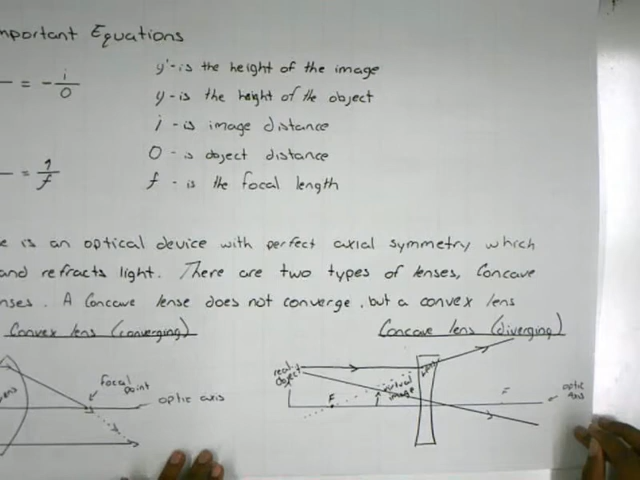 mportant Equations
= - i/o
y' - is the height of the image
y - is the height of the object
i - is image distance
O - is object distance
= 1/f
f - is the focal length
e is an optical device with perfect axial symmetry which
and refracts light. There are two types of lenses, Concave
nses. A Concave lense does not converge, but a convex lens
Convex lens (converging)
Concave lens (diverging)
focal point
optic axis
real object
F
virtual image
lens
F
optic axis